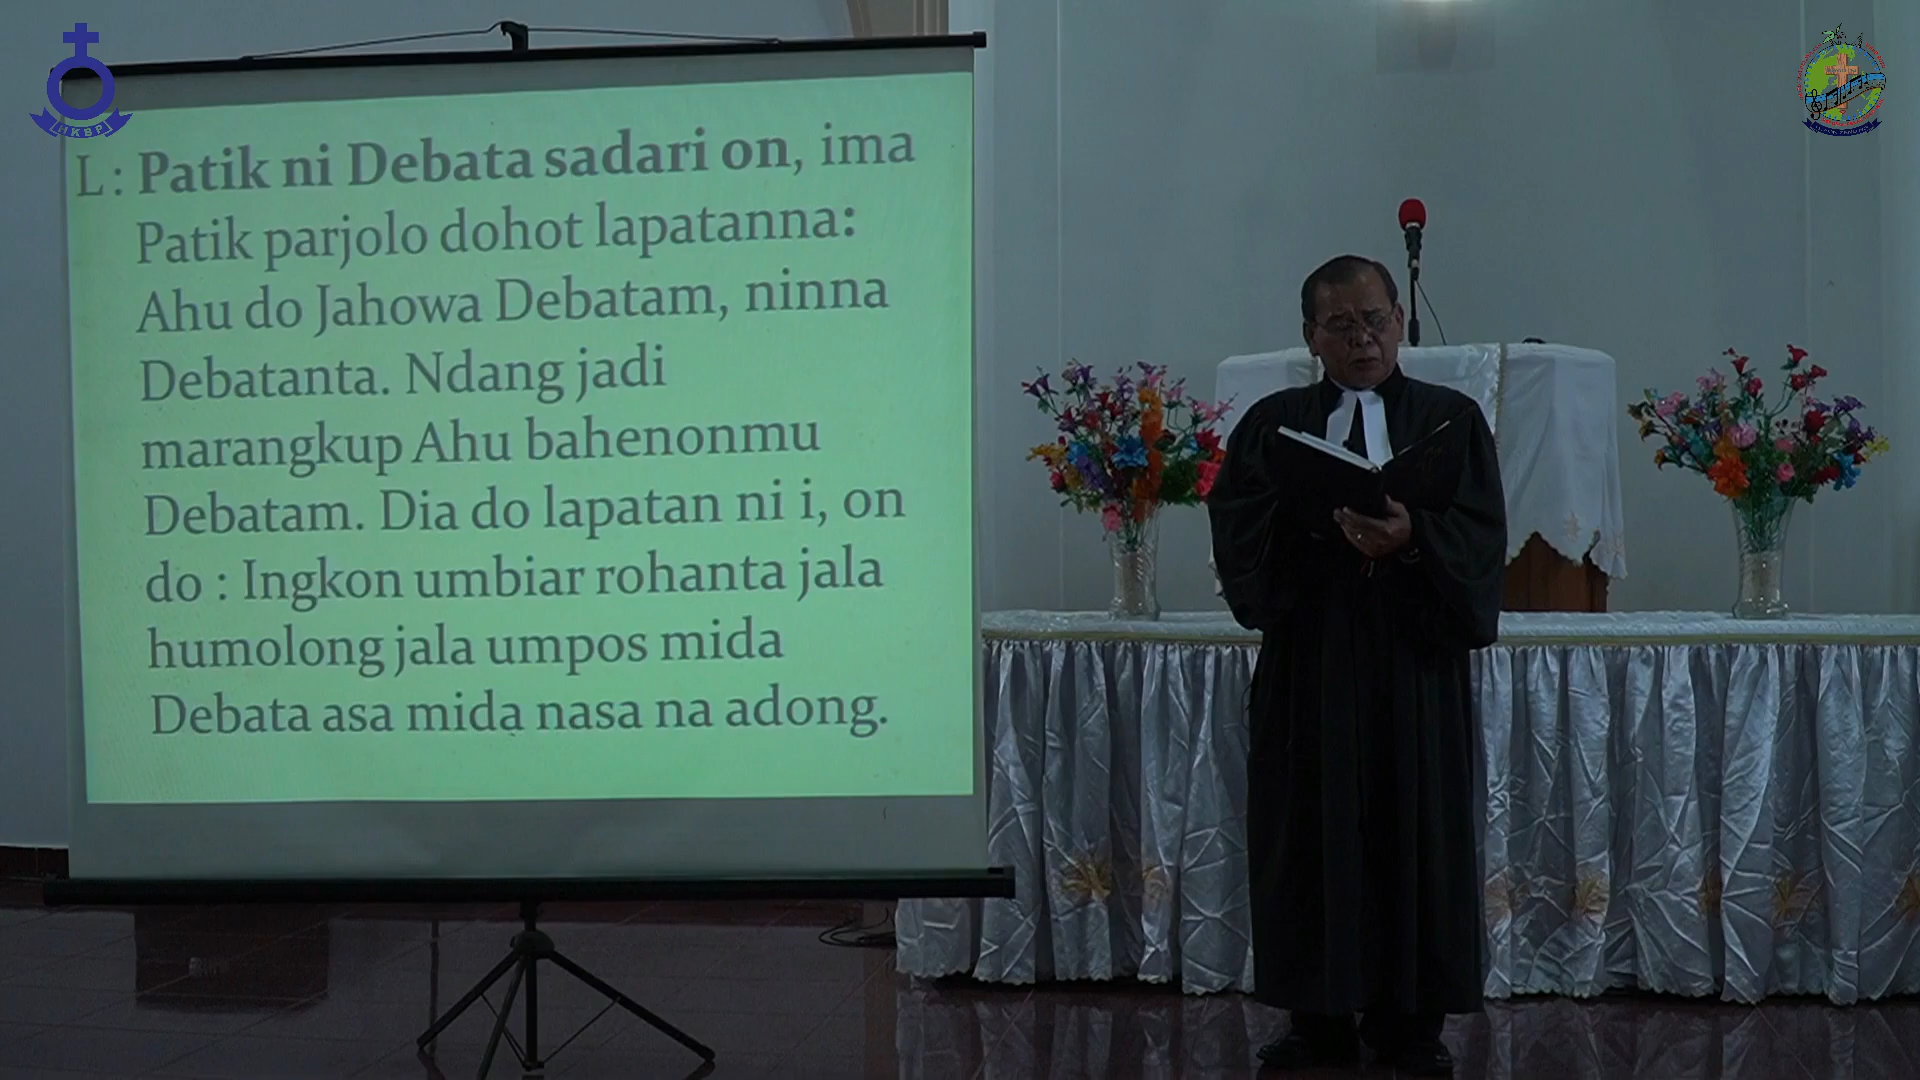 HKBP
L : Patik ni Debata sadari on, ima
Patik parjolo dohot lapatanna:
Ahu do Jahowa Debatam, ninna
Debatanta. Ndang jadi
marangkup Ahu bahenonmu
Debatam. Dia do lapatan ni i, on
do : Ingkon umbiar rohanta jala
humolong jala umpos mida
Debata asa mida nasa na adong.